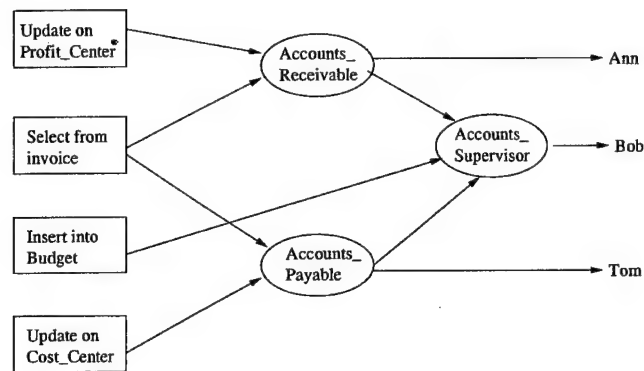 Update on
Profit_Center
Accounts_
Receivable
Ann
Select from
invoice
Accounts_
Supervisor
Bob
Insert into
Budget
Accounts_
Payable
Tom
Update on
Cost_Center